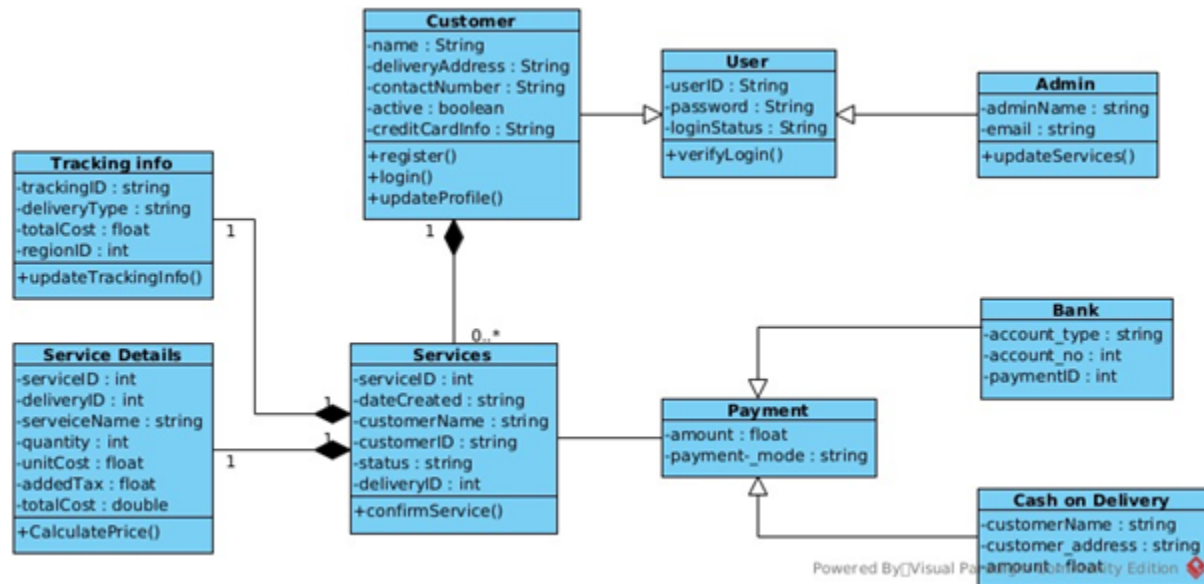 Customer
-name : String
-deliveryAddress : String
-contactNumber : String
-active : boolean
-creditCardInfo : String
+register()
+login()
+updateProfile()
User
-userID : String
-password : String
-loginStatus : String
+verifyLogin()
Admin
-adminName : string
-email : string
+updateServices()
Tracking info
-trackingID : string
-deliveryType : string
-totalCost : float
-regionID : int
+updateTrackingInfo()
1
1
0..*
Service Details
-serviceID : int
-deliveryID : int
-serveiceName : string
-quantity : int
-unitCost : float
-addedTax : float
-totalCost : double
+CalculatePrice()
1
1
1
Services
-serviceID : int
-dateCreated : string
-customerName : string
-customerID : string
-status : string
-deliveryID : int
+confirmService()
Payment
-amount : float
-payment-_mode : string
Bank
-account_type : string
-account_no : int
-paymentID : int
Cash on Delivery
-customerName : string
-customer_address : string
-amount : float
Powered By Visual Community Edition